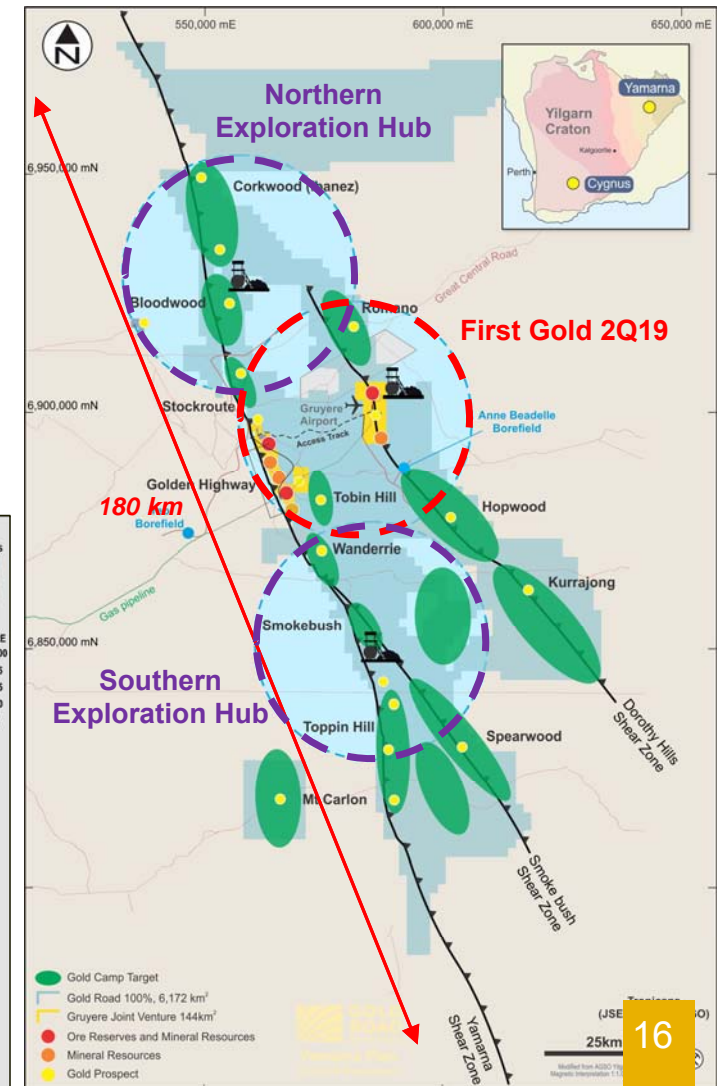 550,000 mE
600,000 mE
650,000 mE
N
Northern
Exploration Hub
Yamarna
Yilgarn
Craton
Kalgoorlie
Perth
Cygnus
6,950,000 mN
Corkwood (Ibanez)
Great Central Road
Bloodwood
Romano
First Gold 2Q19
Stockroute
6,900,000 mN
Gruyere
Airport
Access Track
Anne Beadelle
Borefield
Golden Highway
180 km
Borefield
Tobin Hill
Hopwood
Wanderrie
Kurrajong
Gas pipeline
Smokebush
6,850,000 mN
Southern
Exploration Hub
Toppin Hill
Spearwood
Dorothy Hills
Shear Zone
Mt Carlon
Smoke bush
Shear Zone
Yamarna
Shear Zone
Gold Camp Target
Gold Road 100%, 6,172 km²
Gruyere Joint Venture 144km²
Ore Reserves and Mineral Resources
Mineral Resources
Gold Prospect
25km
16